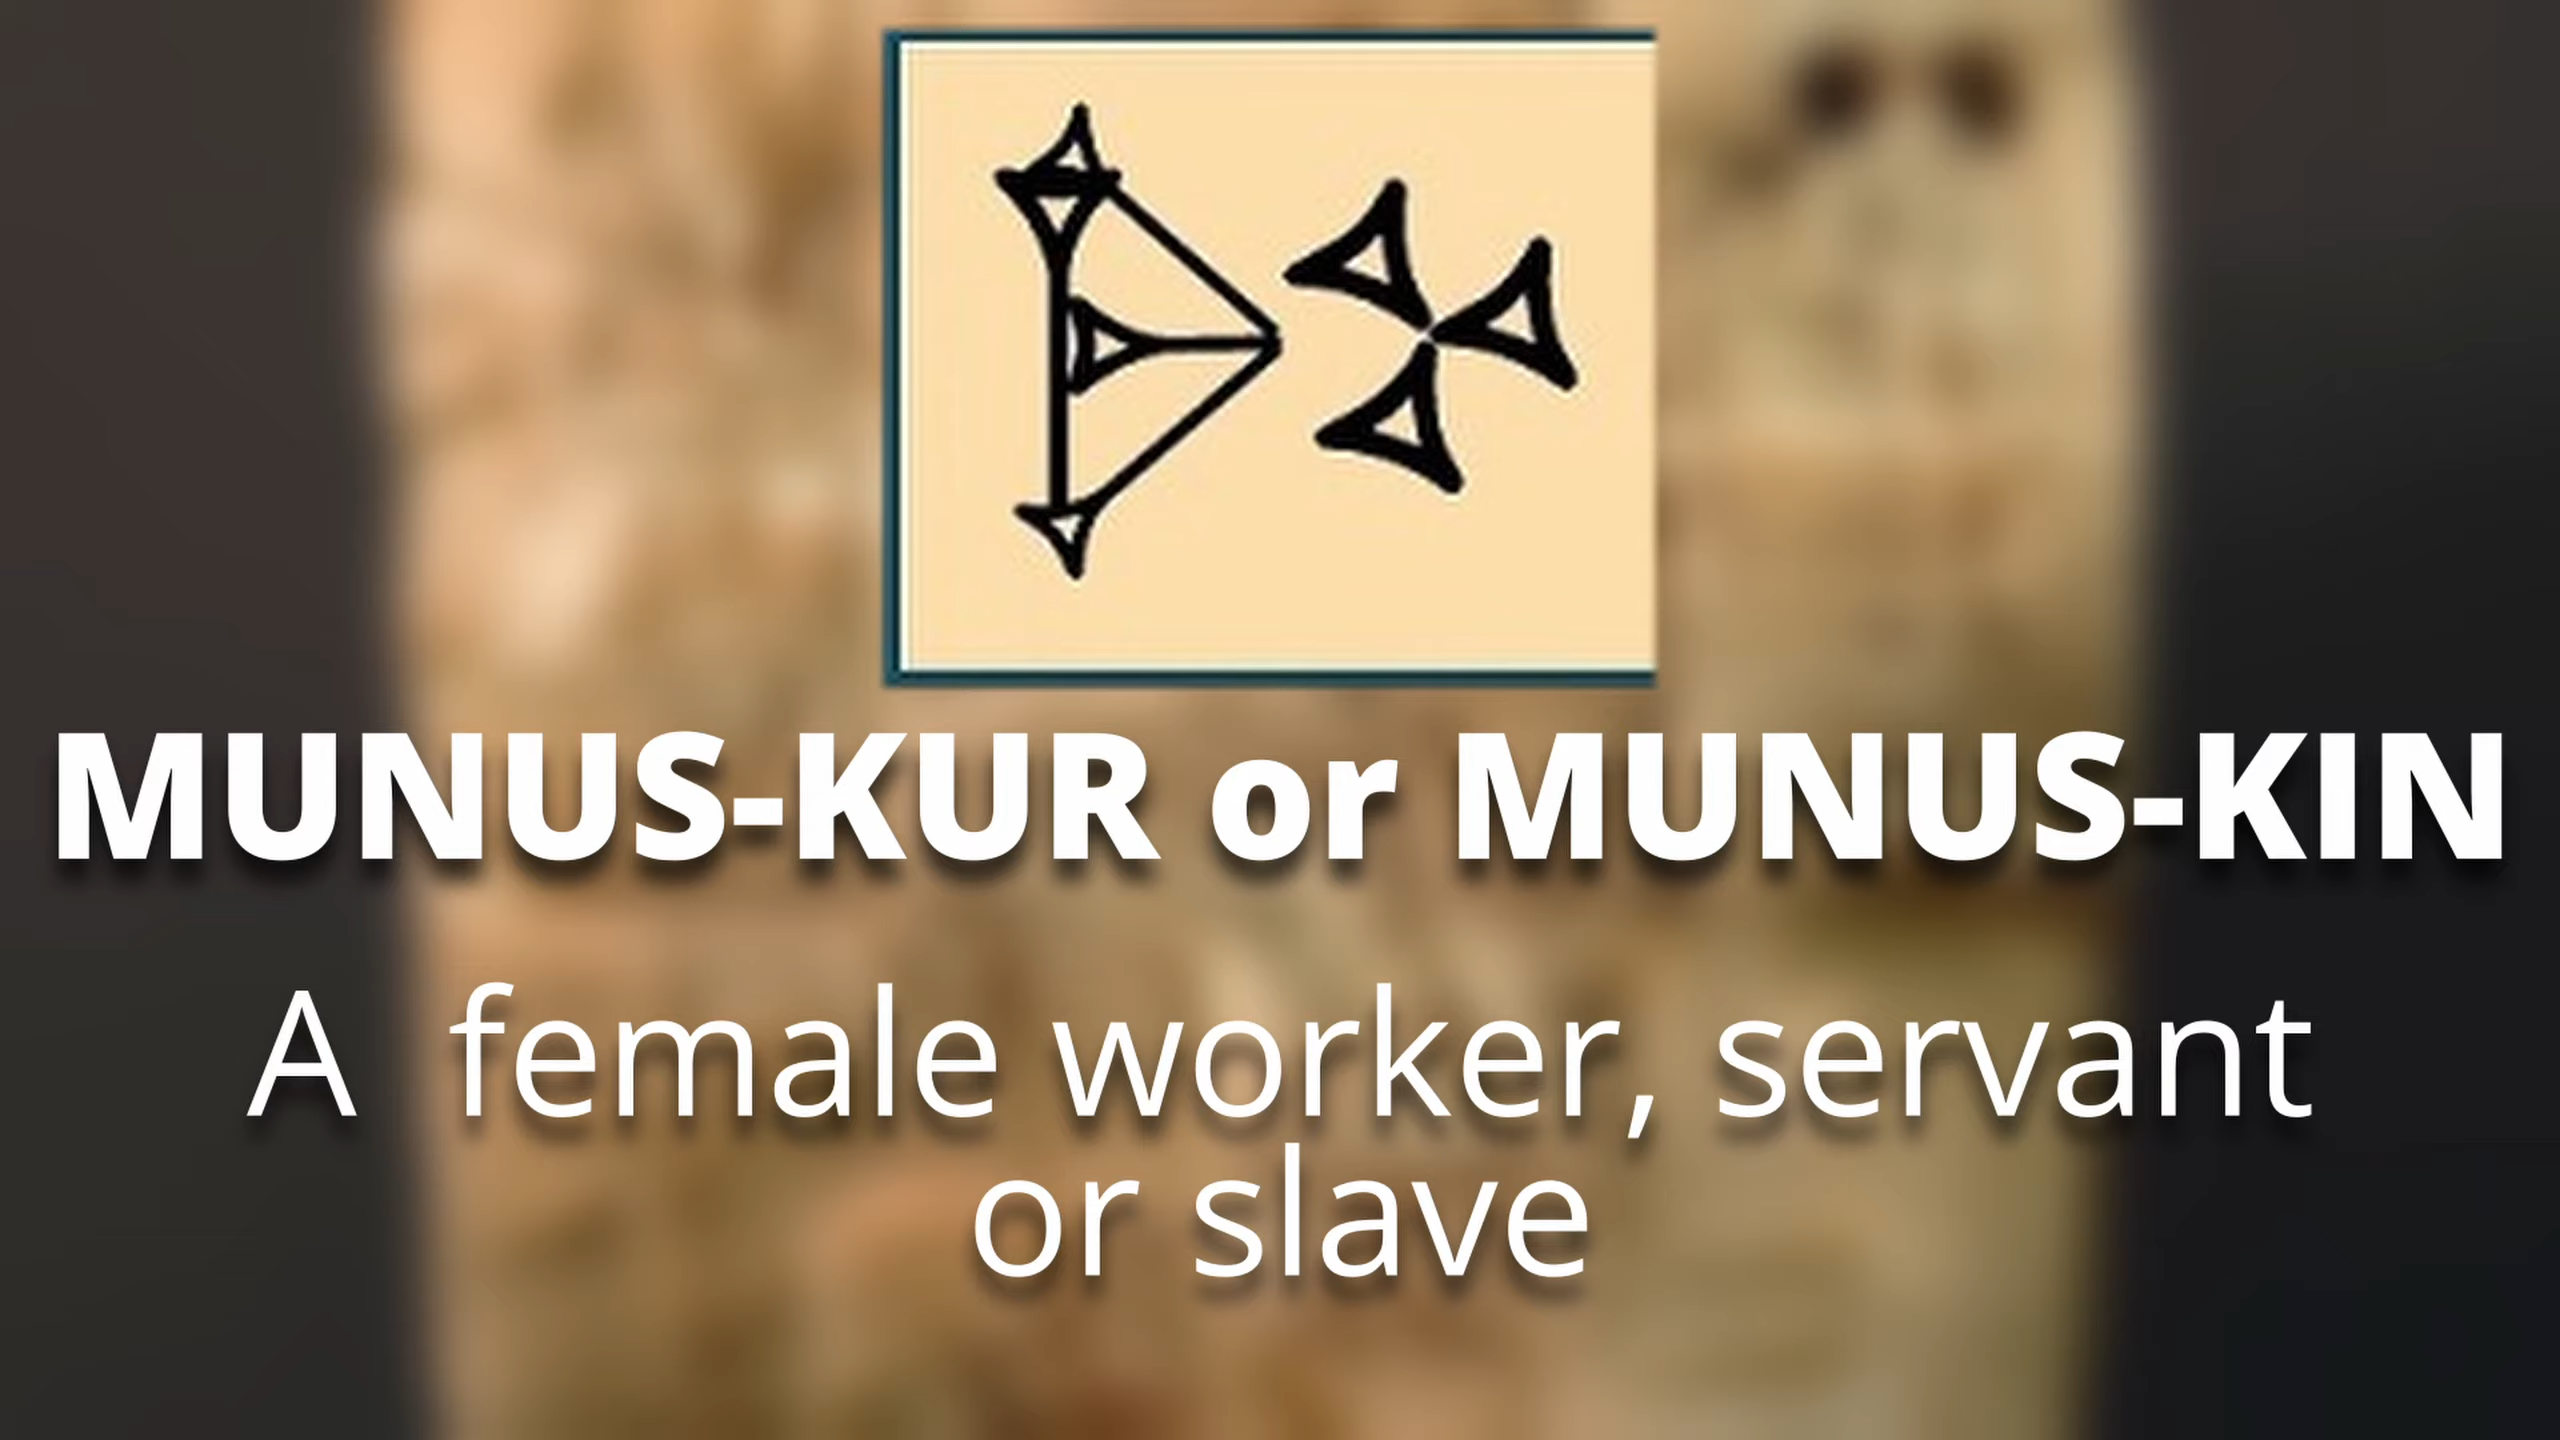 𒊩𒆳
MUNUS-KUR or MUNUS-KIN
A female worker, servant
or slave